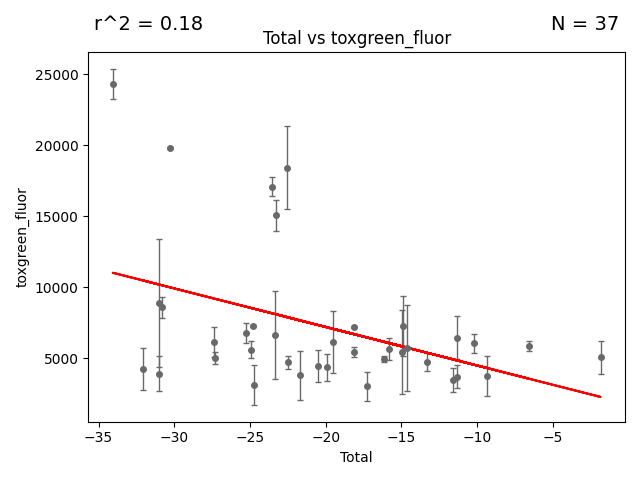 r^2 = 0.18
N = 37
Total vs toxgreen_fluor
25000
20000
15000
10000
5000
toxgreen_fluor
−35
−30
−25
−20
−15
−10
−5
Total